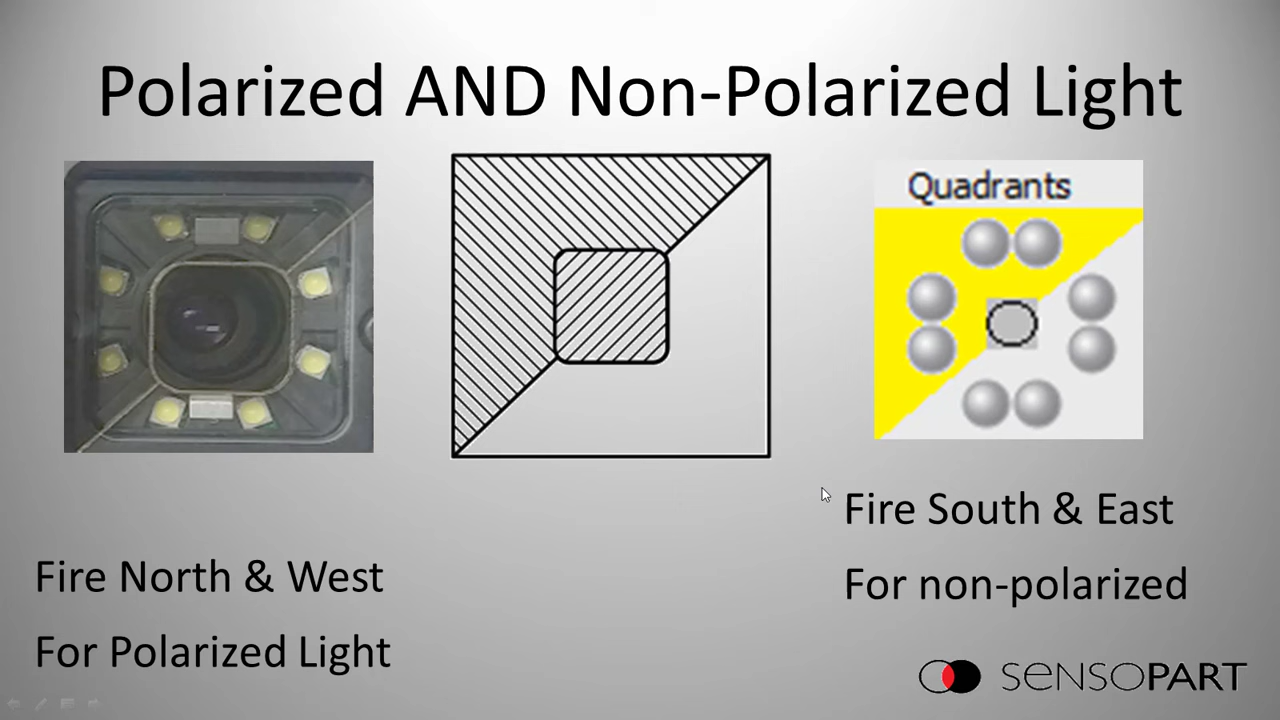 Polarized AND Non-Polarized Light
Quadrants
Fire South & East
For non-polarized
Fire North & West
For Polarized Light
SENSOPART